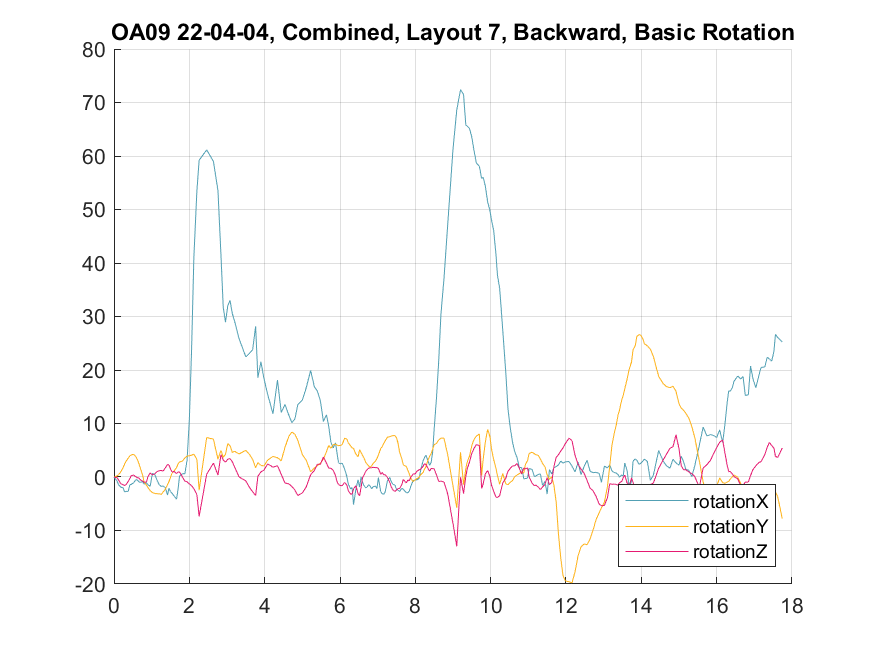 OA09 22-04-04, Combined, Layout 7, Backward, Basic Rotation
80
70
60
50
40
30
20
10
0
-10
-20
rotationX
rotationY
rotationZ
0 2 4 6 8 10 12 14 16 18